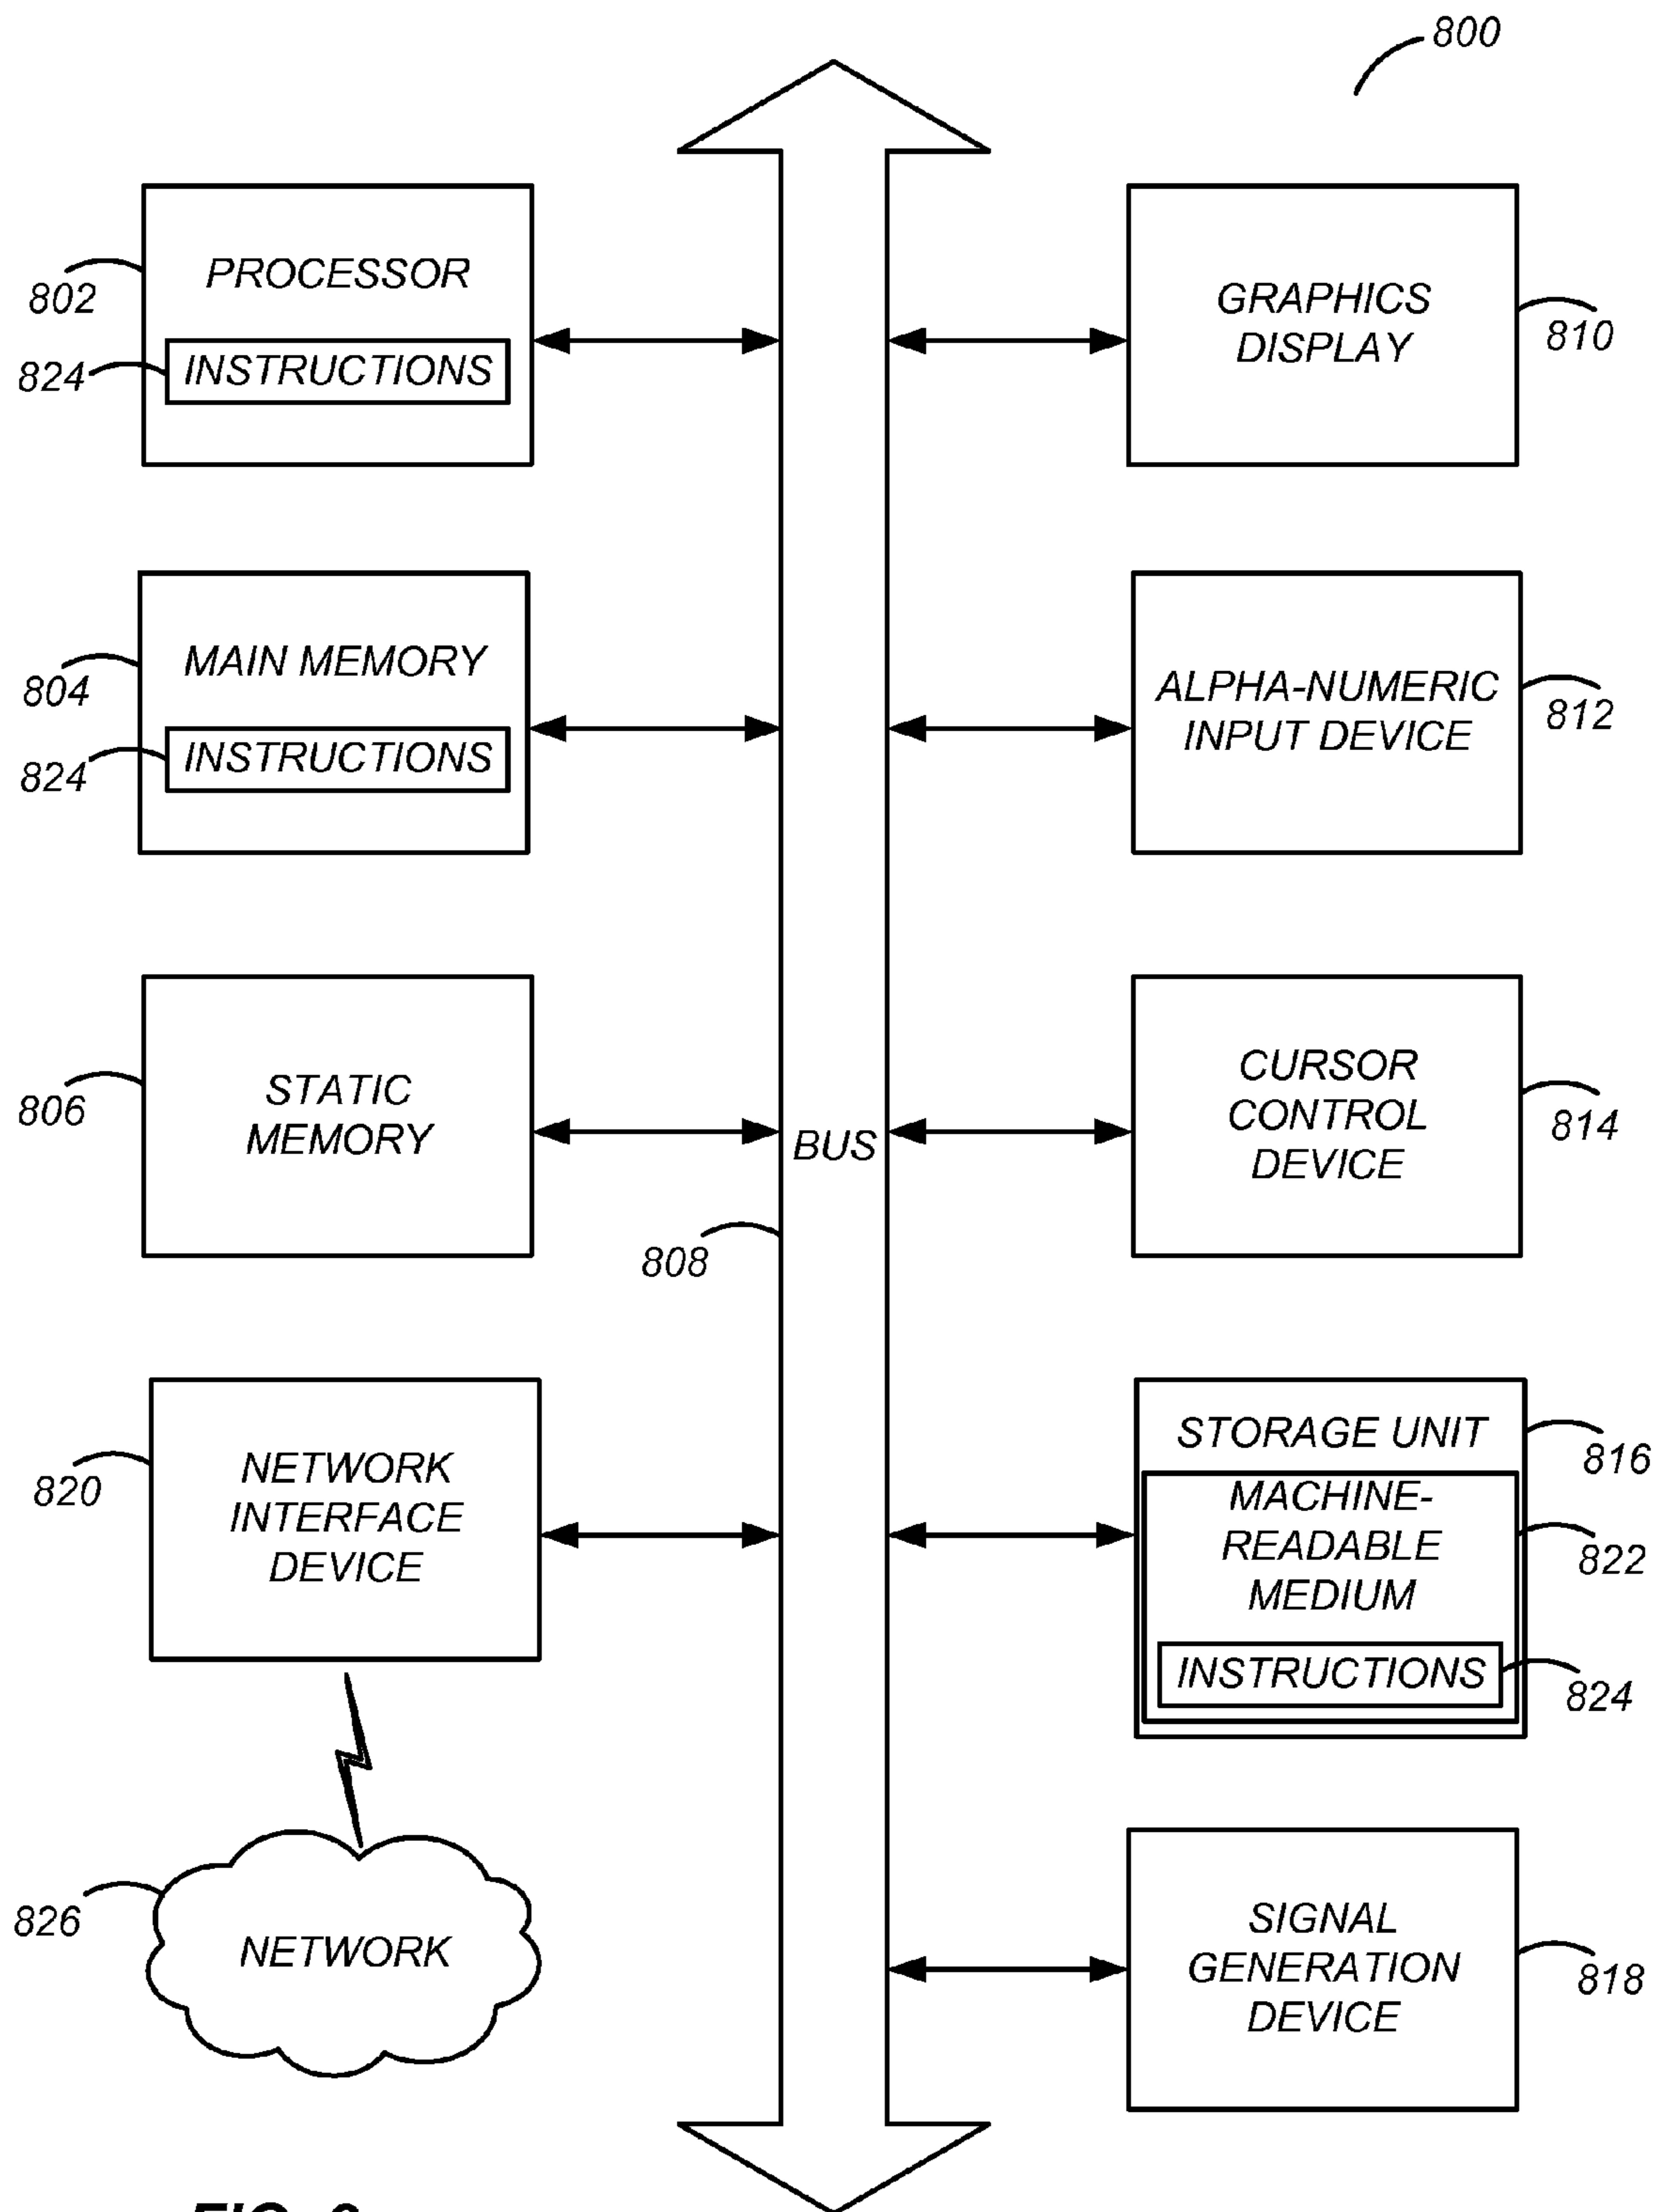 800
PROCESSOR
802
INSTRUCTIONS
824
GRAPHICS
DISPLAY
810
MAIN MEMORY
804
INSTRUCTIONS
824
ALPHA-NUMERIC
INPUT DEVICE
812
STATIC
MEMORY
806
BUS
808
CURSOR
CONTROL
DEVICE
814
NETWORK
INTERFACE
DEVICE
820
STORAGE UNIT
816
MACHINE-
READABLE
MEDIUM
822
INSTRUCTIONS
824
NETWORK
826
SIGNAL
GENERATION
DEVICE
818